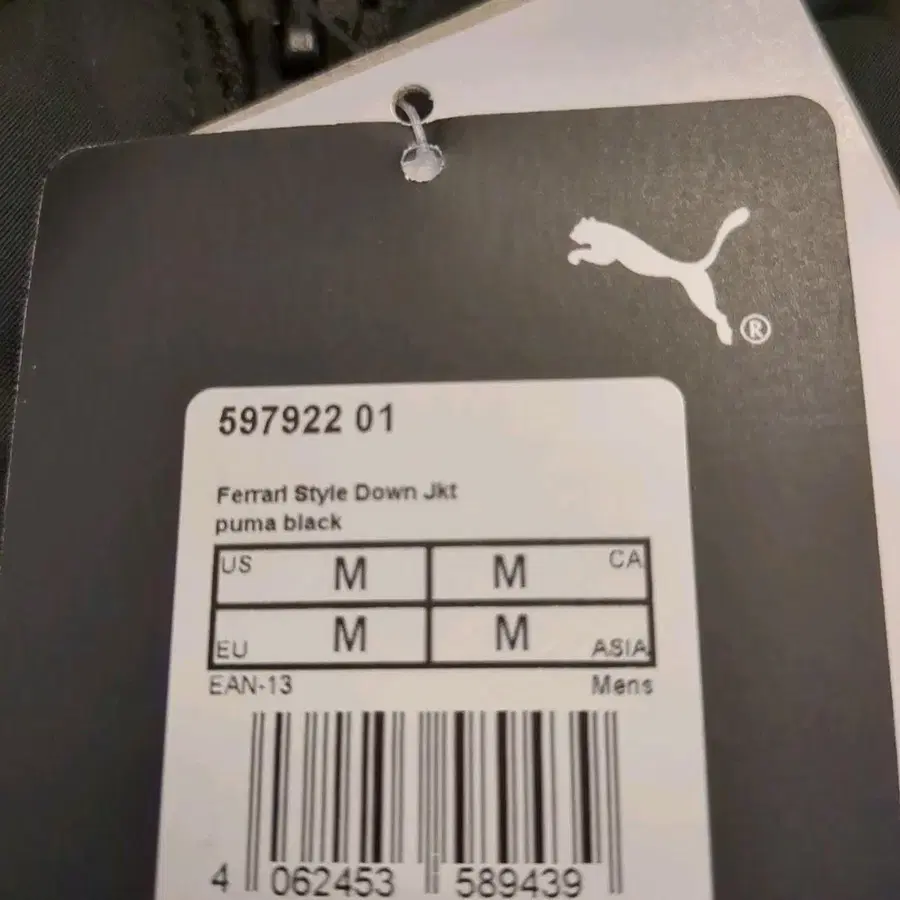 ®
597922 01
Ferrari Style Down Jkt
puma black
US M M CA
EU M M ASIA
EAN-13 Mens
4 062453 589439